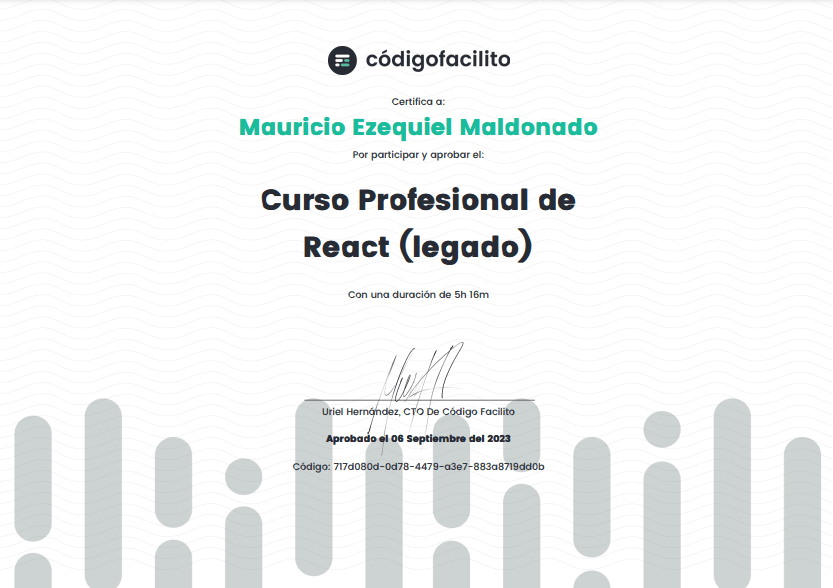 códigofacilito
Certifica a:
Mauricio Ezequiel Maldonado
Por participar y aprobar el:
Curso Profesional de
React (legado)
Con una duración de 5h 16m
Uriel Hernández, CTO De Código Facilito
Aprobado el 06 Septiembre del 2023
Código: 717d080d-0d78-4479-a3e7-883a8719dd0b